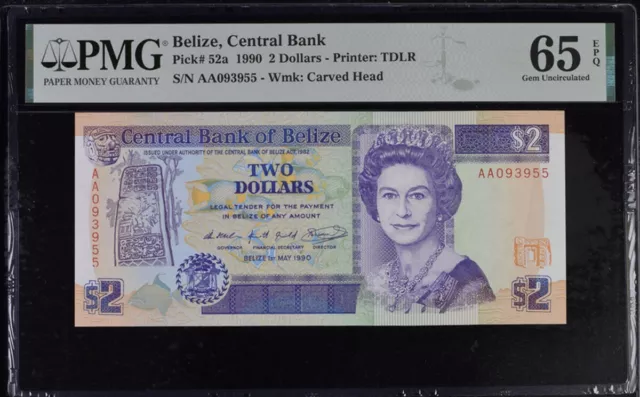 PMG
PAPER MONEY GUARANTY
Belize, Central Bank
Pick# 52a 1990 2 Dollars - Printer: TDLR
S/N AA093955 - Wmk: Carved Head
65 EPQ
Gem Uncirculated
Central Bank of Belize
$2
ISSUED UNDER AUTHORITY OF THE CENTRAL BANK OF BELIZE ACT, 1982
AA093955
AA093955
TWO
DOLLARS
LEGAL TENDER FOR THE PAYMENT
IN BELIZE OF ANY AMOUNT
GOVERNOR FINANCIAL SECRETARY DIRECTOR
BELIZE 1st MAY 1990
$2
$2